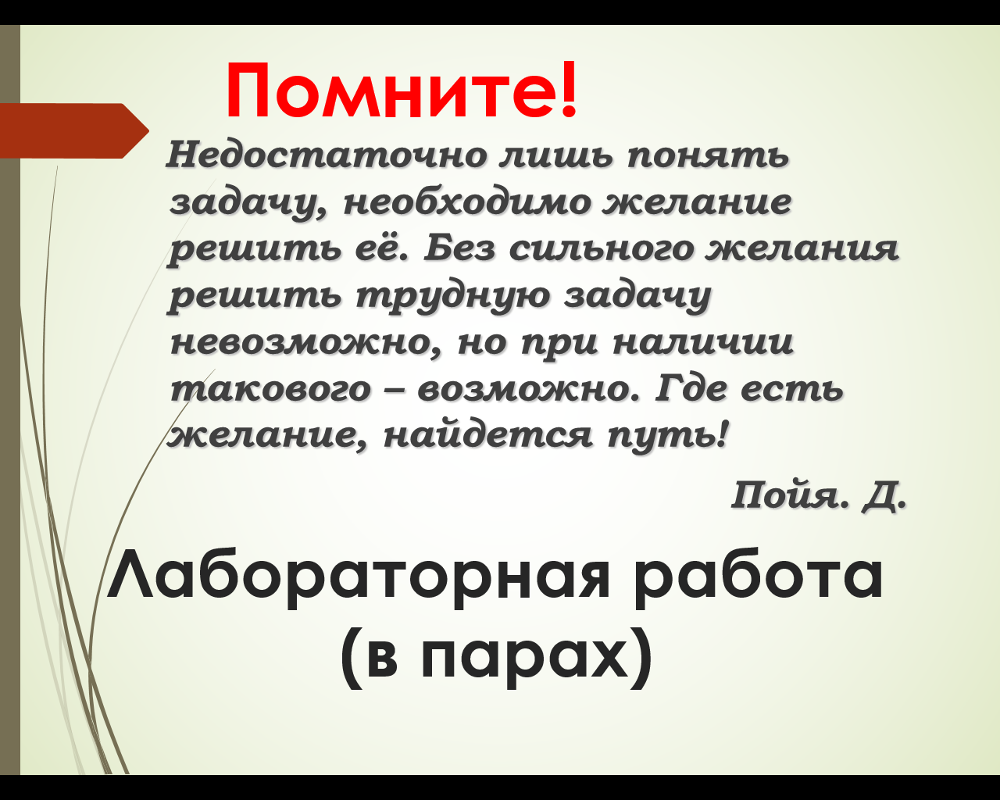 Помните!
Недостаточно лишь понять
задачу, необходимо желание
решить её. Без сильного желания
решить трудную задачу
невозможно, но при наличии
такового – возможно. Где есть
желание, найдется путь!
Пойя. Д.
Лабораторная работа
(в парах)